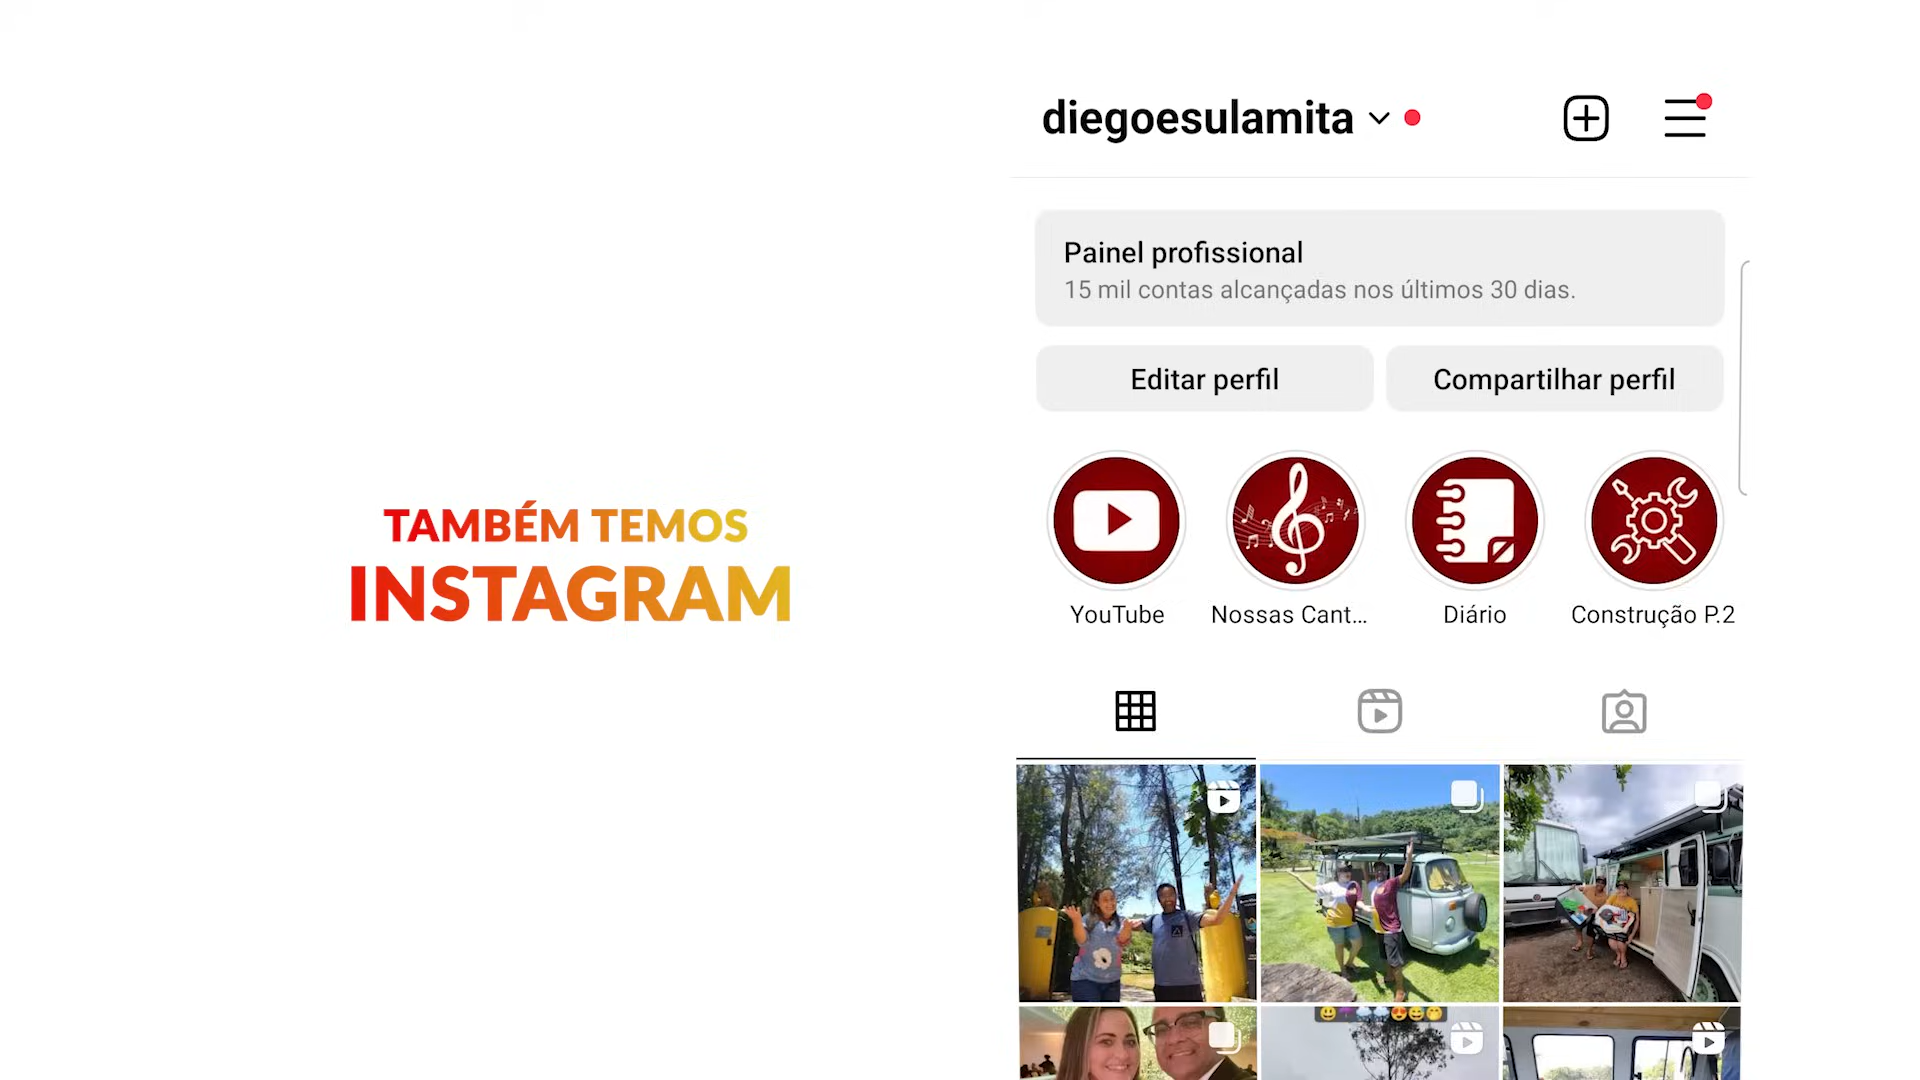 TAMBÉM TEMOS
INSTAGRAM
diegoesulamita
Painel profissional
15 mil contas alcançadas nos últimos 30 dias.
Editar perfil
Compartilhar perfil
YouTube
Nossas Cant...
Diário
Construção P.2